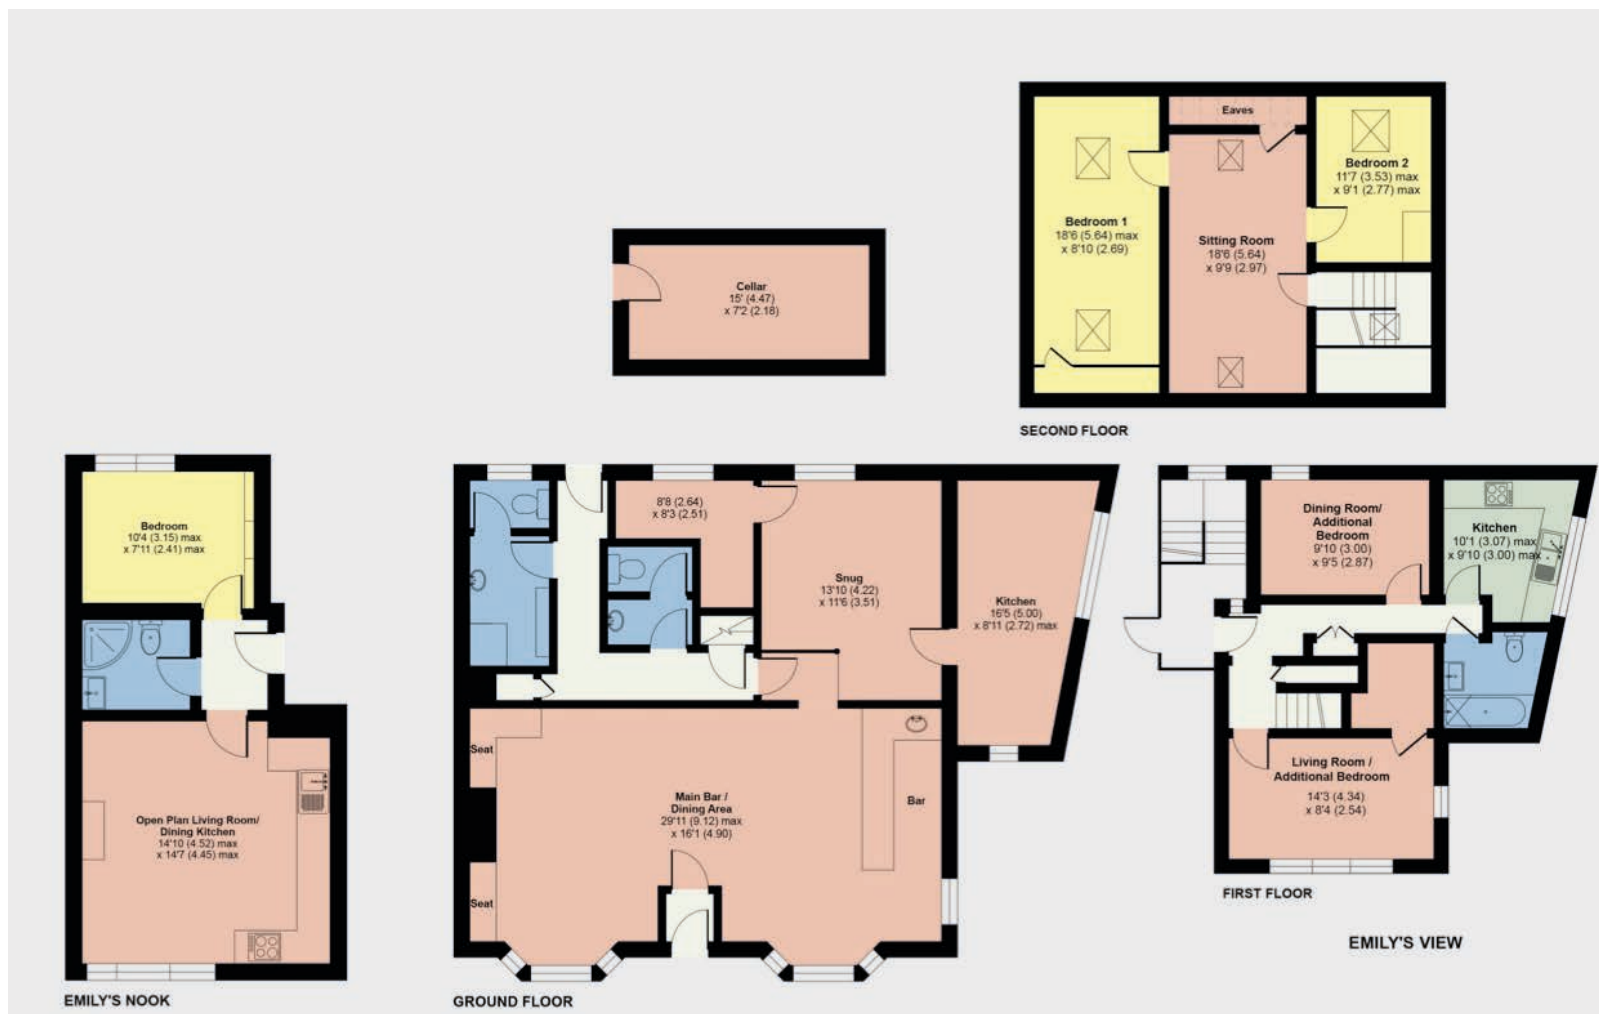 Eaves
Bedroom 1
18'6 (5.64) max
x 8'10 (2.69)
Sitting Room
18'6 (5.64)
x 9'9 (2.97)
Bedroom 2
11'7 (3.53) max
x 9'1 (2.77) max
SECOND FLOOR
Cellar
15' (4.47)
x 7'2 (2.18)
Bedroom
10'4 (3.15) max
x 7'11 (2.41) max
Open Plan Living Room/
Dining Kitchen
14'10 (4.52) max
x 14'7 (4.45) max
EMILY'S NOOK
8'8 (2.64)
x 8'3 (2.51)
Snug
13'10 (4.22)
x 11'6 (3.51)
Kitchen
16'5 (5.00)
x 8'11 (2.72) max
Seat
Main Bar /
Dining Area
29'11 (9.12) max
x 16'1 (4.90)
Bar
Seat
GROUND FLOOR
Dining Room/
Additional
Bedroom
9'10 (3.00)
x 9'5 (2.87)
Kitchen
10'1 (3.07) max
x 9'10 (3.00) max
Living Room /
Additional Bedroom
14'3 (4.34)
x 8'4 (2.54)
FIRST FLOOR
EMILY'S VIEW